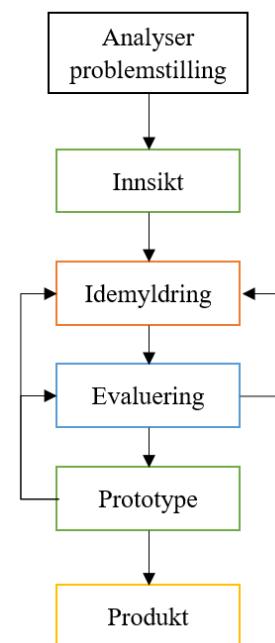 Analyser
problemstilling
Innsikt
Idemyldring
Evaluering
Prototype
Produkt